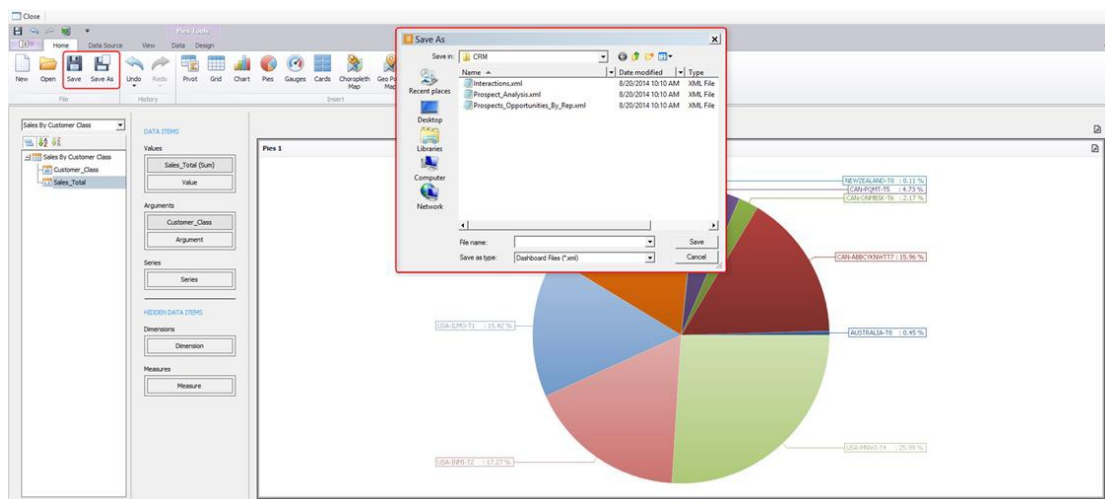 Close
Pies Tools
Home Data Source View Data Design
New Open Save Save As Undo Redo Pivot Grid Chart Pies Gauges Cards Choropleth Map Geo Po Map
File History Insert
Sales By Customer Class
Sales By Customer Class
Customer_Class
Sales_Total
DATA ITEMS
Values
Sales_Total (Sum)
Value
Arguments
Customer_Class
Argument
Series
Series
HIDDEN DATA ITEMS
Dimensions
Dimension
Measures
Measure
Pies 1
Save As
Save in: CRM
Name Date modified Type
Interactions.xml 8/20/2014 10:10 AM XML File
Prospect_Analysis.xml 8/20/2014 10:10 AM XML File
Prospects_Opportunities_By_Rep.xml 8/20/2014 10:10 AM XML File
Recent places
Desktop
Libraries
Computer
Network
File name: Save
Save as type: Dashboard Files (*.xml) Cancel
NEWZEALAND-T8 : 0.11 %
CAN-PQMT-T5 : 4.73 %
CAN-ONMBSK-T6 : 2.17 %
CAN-ABBCYKNWTT7 : 15.96 %
AUSTRALIA-T8 : 0.45 %
USA-ILMO-T1 : 15.42 %
USA-INMI-T2 : 17.27 %
: 25.99 %